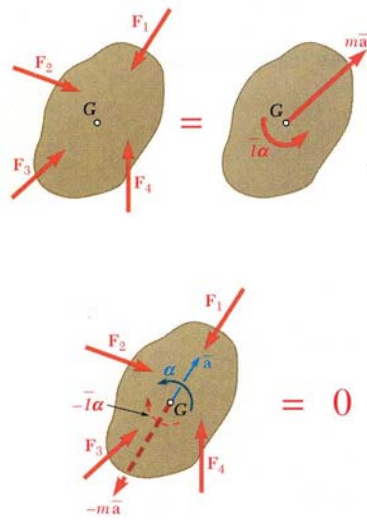 F₁
F₂
G
F₃
F₄
=
mā
G
Īα
F₁
F₂
α
ā
−Īα
G
F₃
F₄
−mā
= 0